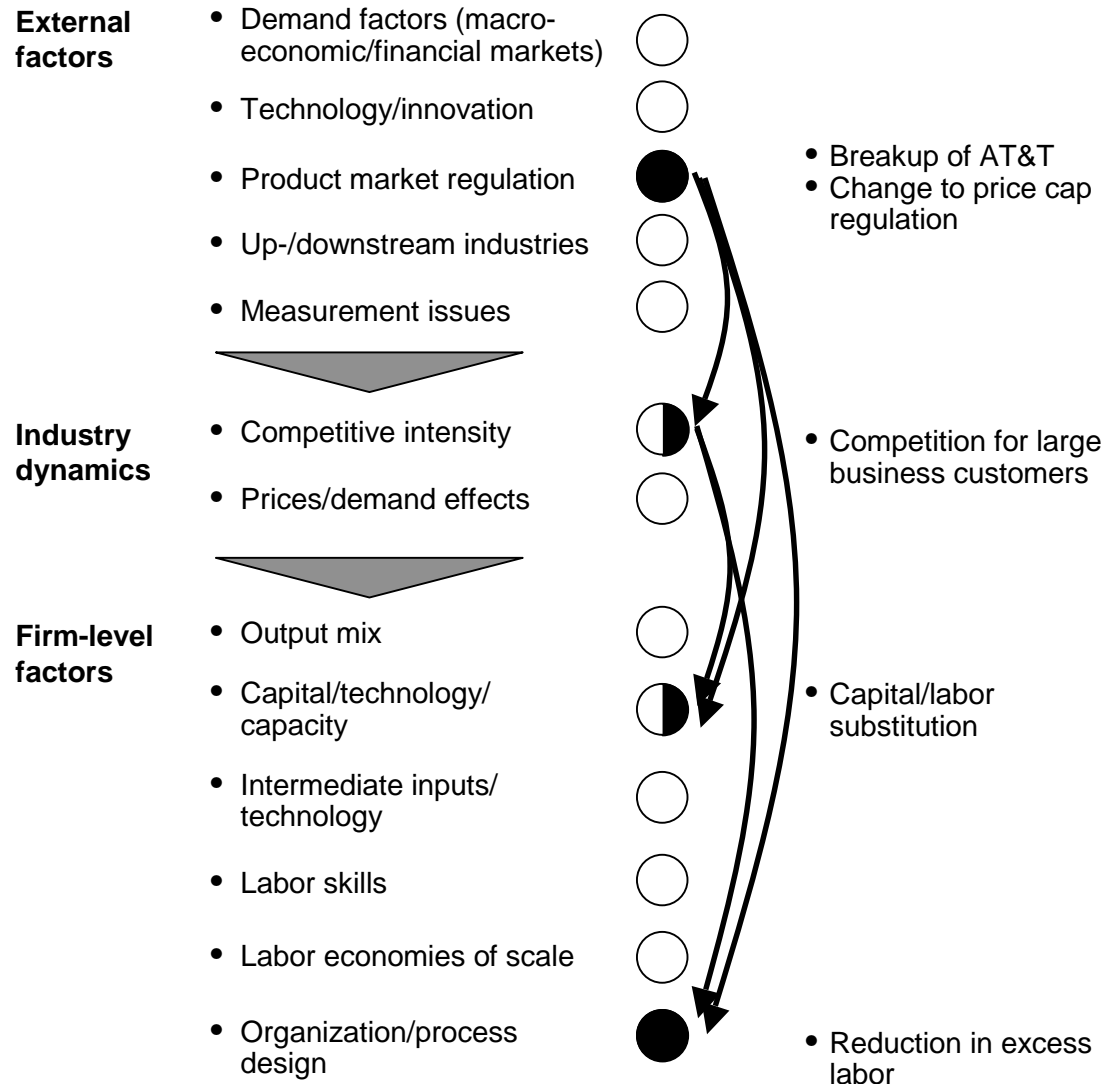 External
factors
• Demand factors (macro-
economic/financial markets)
• Technology/innovation
• Product market regulation
• Breakup of AT&T
• Change to price cap
regulation
• Up-/downstream industries
• Measurement issues
Industry
dynamics
• Competitive intensity
• Competition for large
business customers
• Prices/demand effects
Firm-level
factors
• Output mix
• Capital/technology/
capacity
• Capital/labor
substitution
• Intermediate inputs/
technology
• Labor skills
• Labor economies of scale
• Organization/process
design
• Reduction in excess
labor